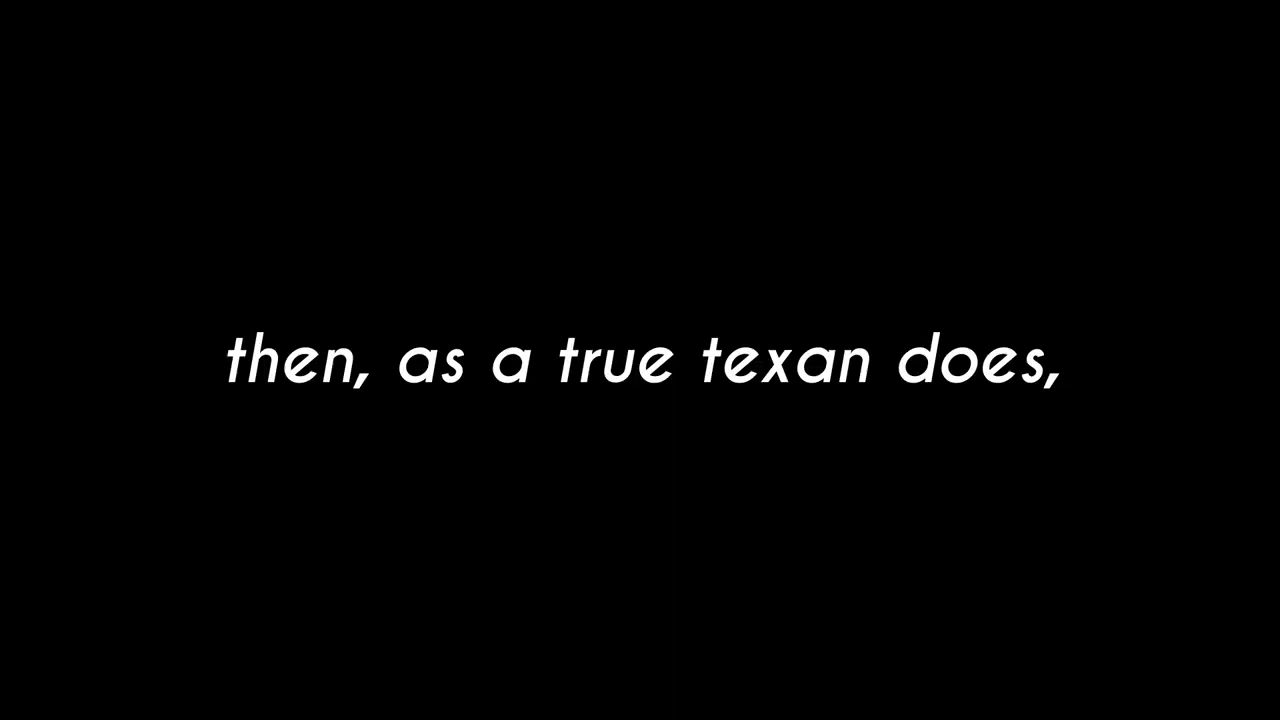 then, as a true texan does,